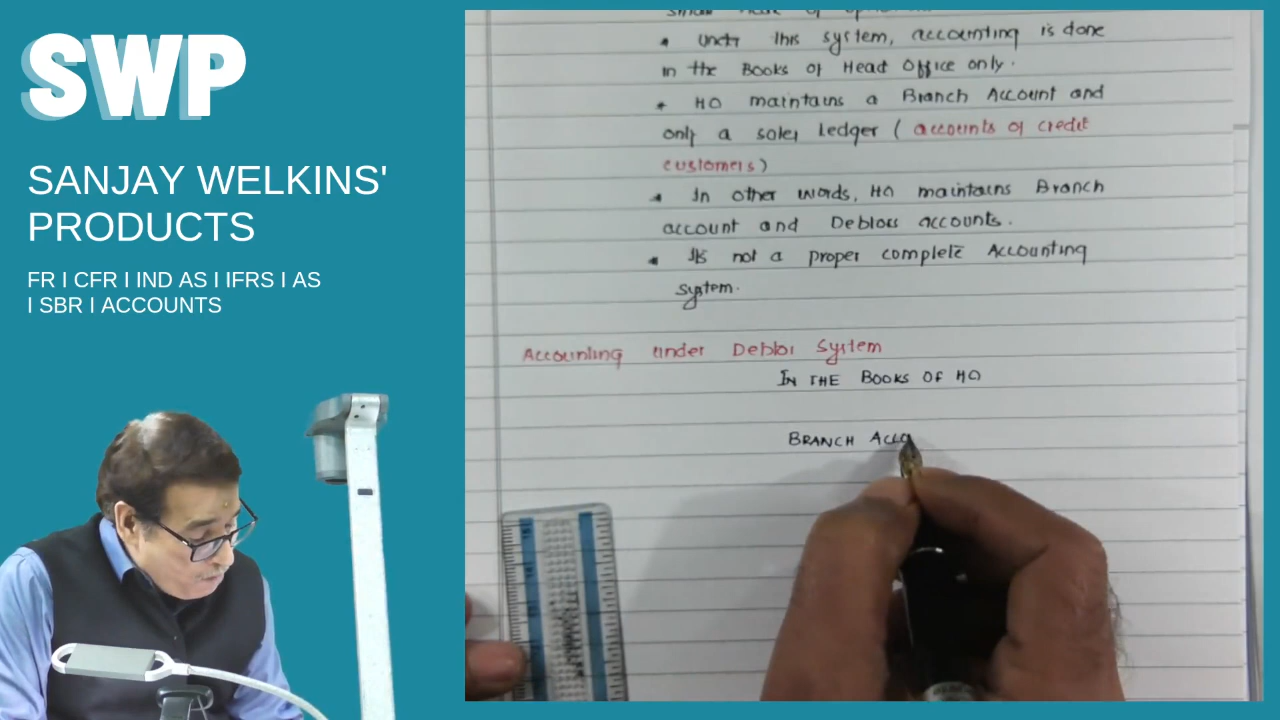 SWP
SANJAY WELKINS'
PRODUCTS
FR I CFR I IND AS I IFRS I AS
I SBR I ACCOUNTS
• Under this system, accounting is done
in the Books of Head Office only.
• HO maintains a Branch Account and
only a sales Ledger (accounts of credit
customers)
• In other words, HO maintains Branch
account and Debtors accounts.
• Its not a proper complete Accounting
system.
Accounting under Debtor System
IN THE BOOKS OF HO
BRANCH ACCO